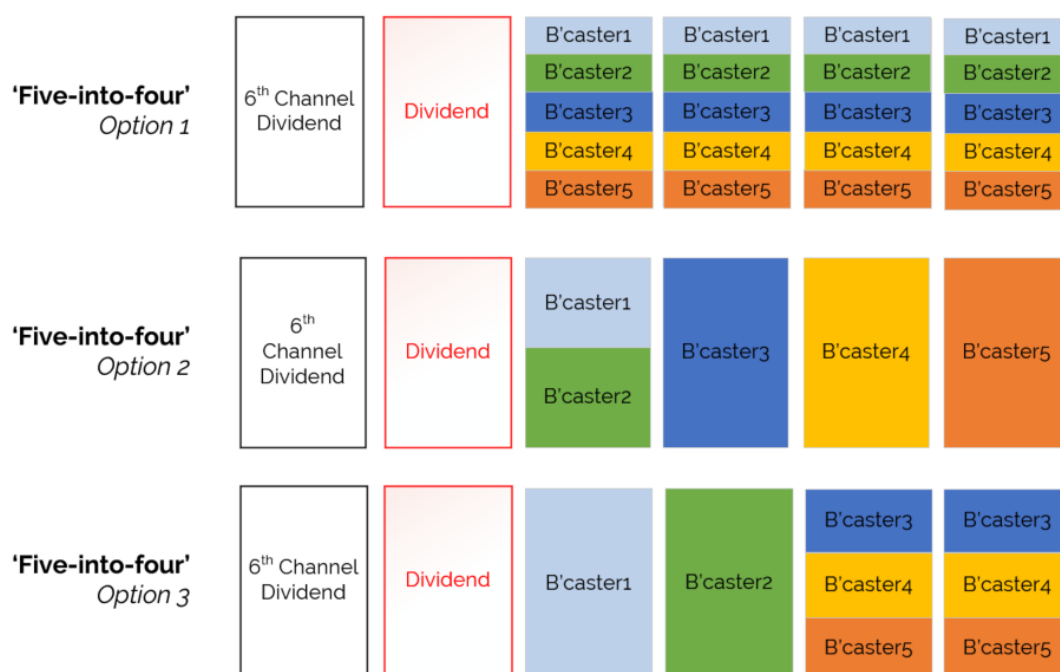 'Five-into-four'
Option 1
6th Channel
Dividend
Dividend
B'caster1 B'caster1 B'caster1 B'caster1
B'caster2 B'caster2 B'caster2 B'caster2
B'caster3 B'caster3 B'caster3 B'caster3
B'caster4 B'caster4 B'caster4 B'caster4
B'caster5 B'caster5 B'caster5 B'caster5
'Five-into-four'
Option 2
6th
Channel
Dividend
Dividend
B'caster1
B'caster2
B'caster3
B'caster4
B'caster5
'Five-into-four'
Option 3
6th Channel
Dividend
Dividend
B'caster1
B'caster2
B'caster3 B'caster3
B'caster4 B'caster4
B'caster5 B'caster5